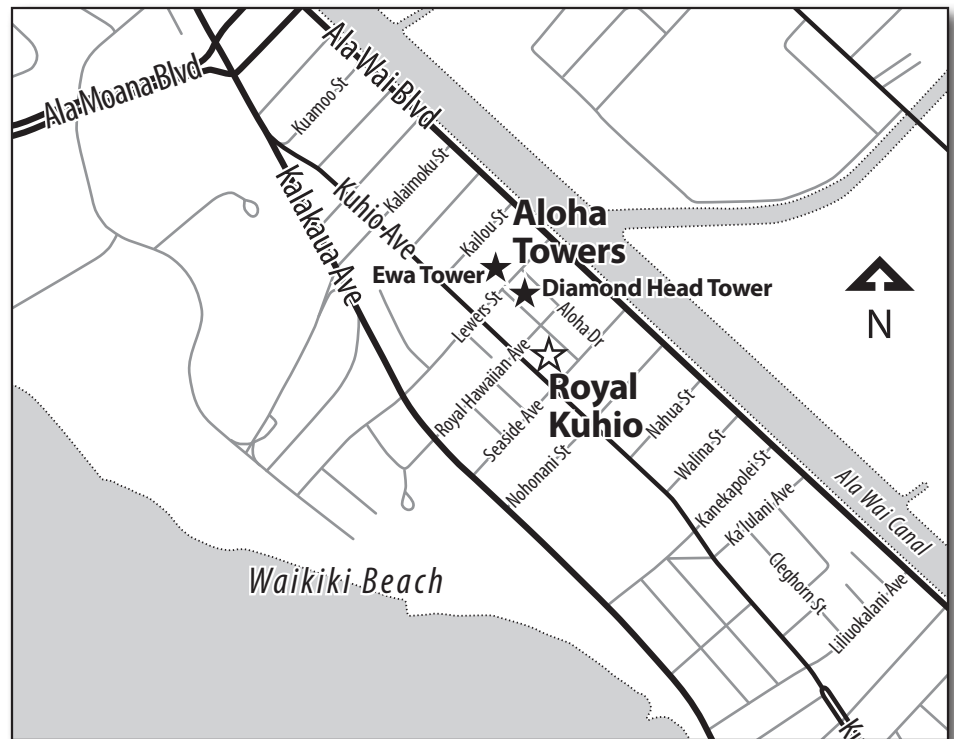 Ala Wai Blvd
Ala Moana Blvd
Kuamoo St
Kalaimoku St
Kuhio Ave
Kalakaua Ave
Kailou St
Aloha
Towers
Ewa Tower
Diamond Head Tower
Lewers St
Aloha Dr
N
Royal Hawaiian Ave
Royal
Kuhio
Seaside Ave
Nahua St
Nohonani St
Walina St
Kanekapolei St
Ka'lulani Ave
Ala Wai Canal
Waikiki Beach
Cleghorn St
Liliuokalani Ave